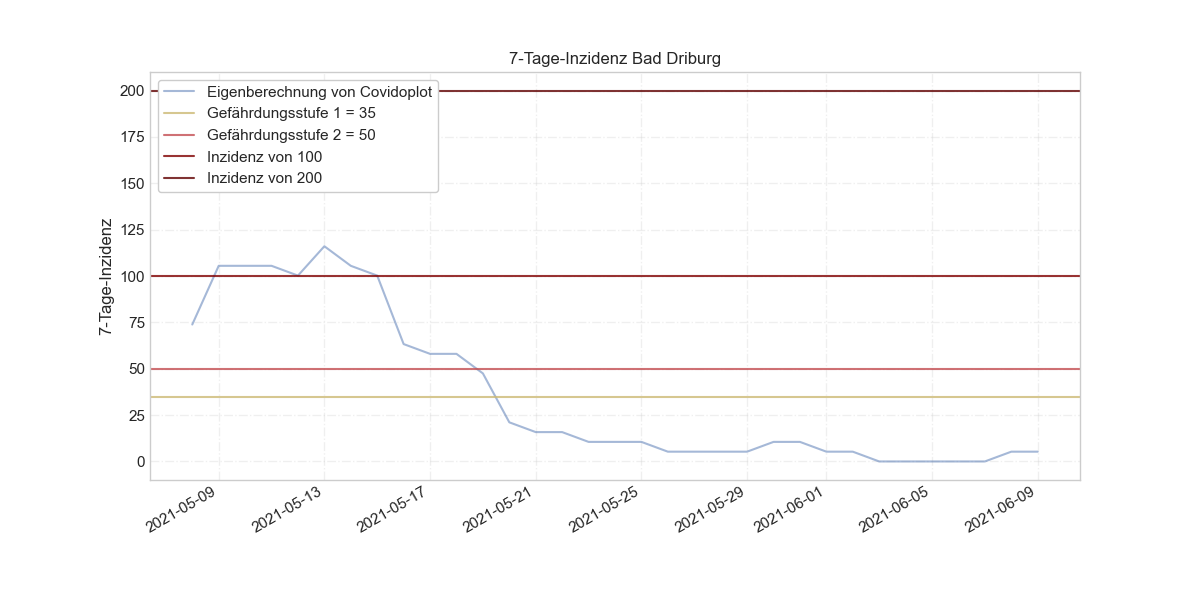 7-Tage-Inzidenz Bad Driburg
Eigenberechnung von Covidoplot
Gefährdungsstufe 1 = 35
Gefährdungsstufe 2 = 50
Inzidenz von 100
Inzidenz von 200
7-Tage-Inzidenz
200
175
150
125
100
75
50
25
0
2021-05-09
2021-05-13
2021-05-17
2021-05-21
2021-05-25
2021-05-29
2021-06-01
2021-06-05
2021-06-09